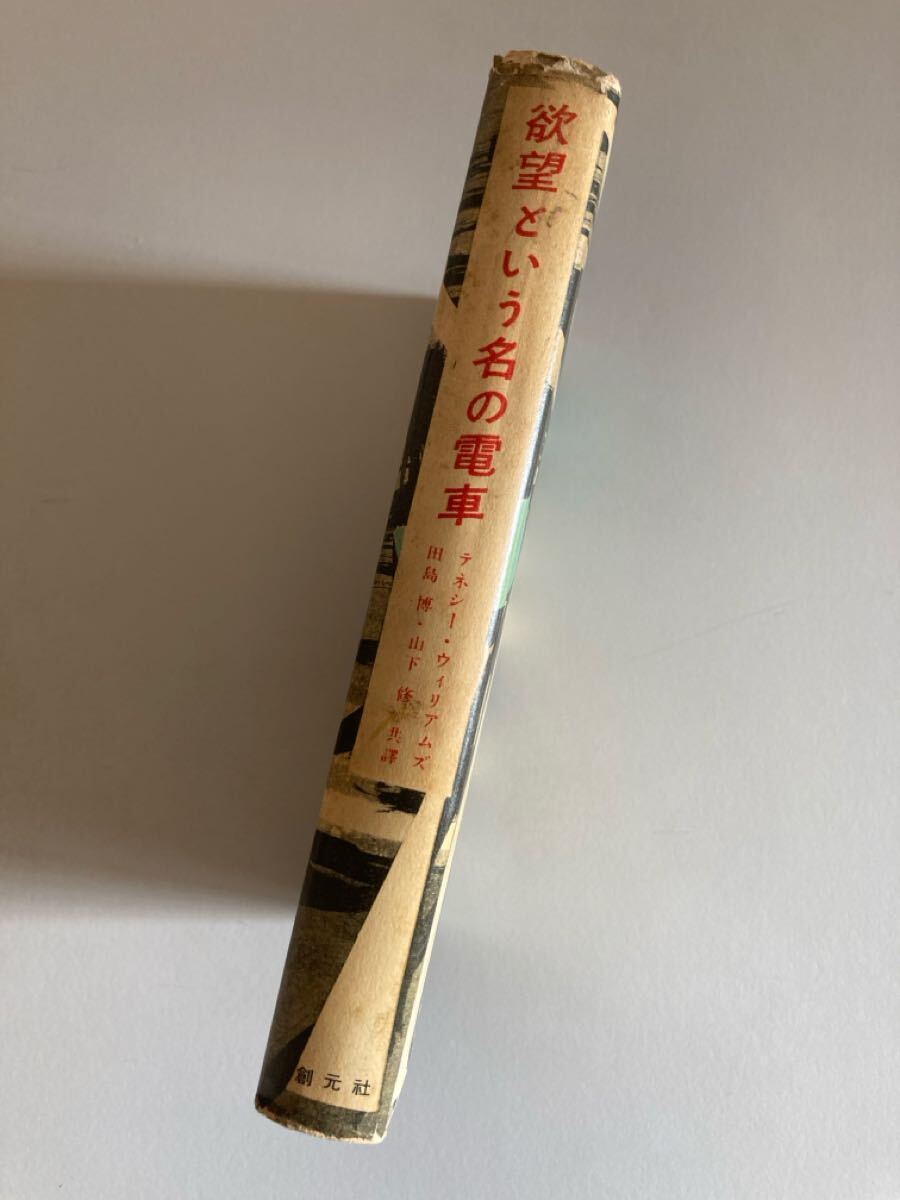 欲望という名の電車
テネシー・ウィリアムズ
田島 博・山下 修 共譯
創元社